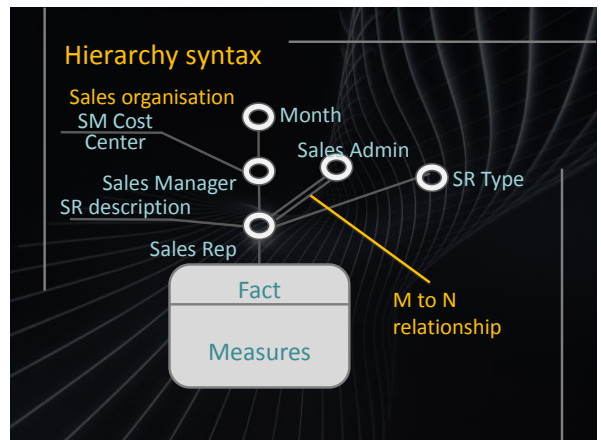 Hierarchy syntax
Sales organisation
SM Cost
Center
Month
Sales Admin
Sales Manager
SR Type
SR description
Sales Rep
Fact
Measures
M to N
relationship